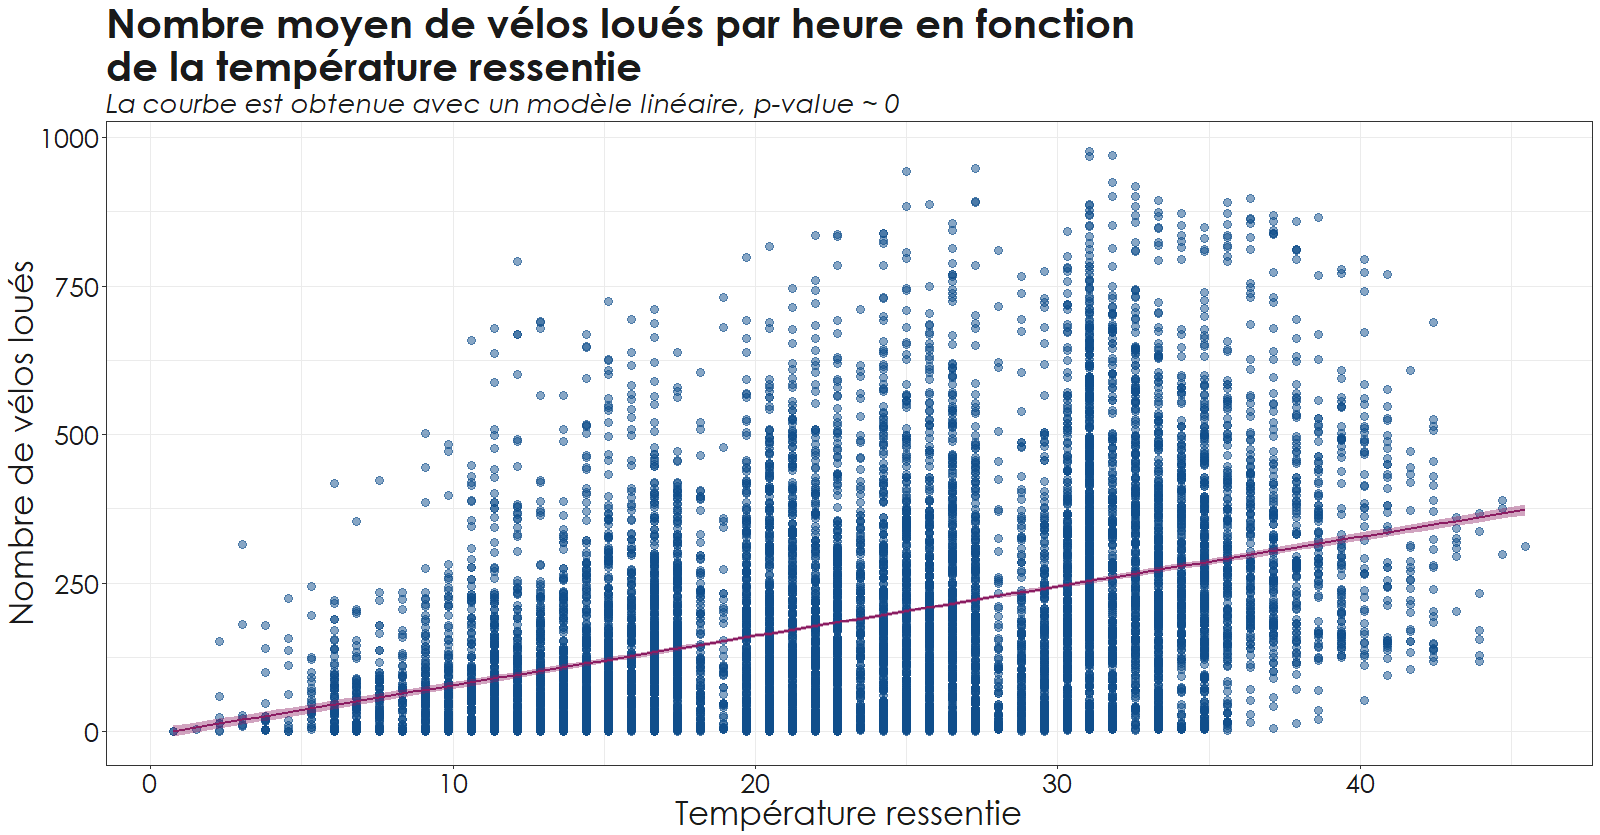 Nombre moyen de vélos loués par heure en fonction
de la température ressentie
La courbe est obtenue avec un modèle linéaire, p-value ~ 0
Nombre de vélos loués
1000
750
500
250
0
0
10
20
30
40
Température ressentie